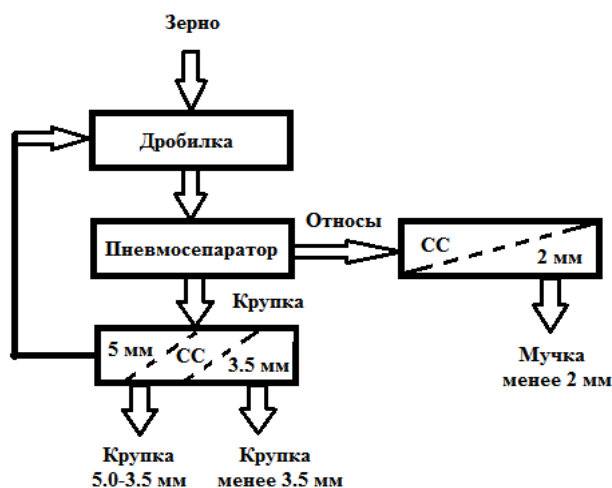 Зерно
Дробилка
Относы
Пневмосепаратор
СС
2 мм
Крупка
5 мм
СС
3.5 мм
Мучка
менее 2 мм
Крупка
5.0-3.5 мм
Крупка
менее 3.5 мм